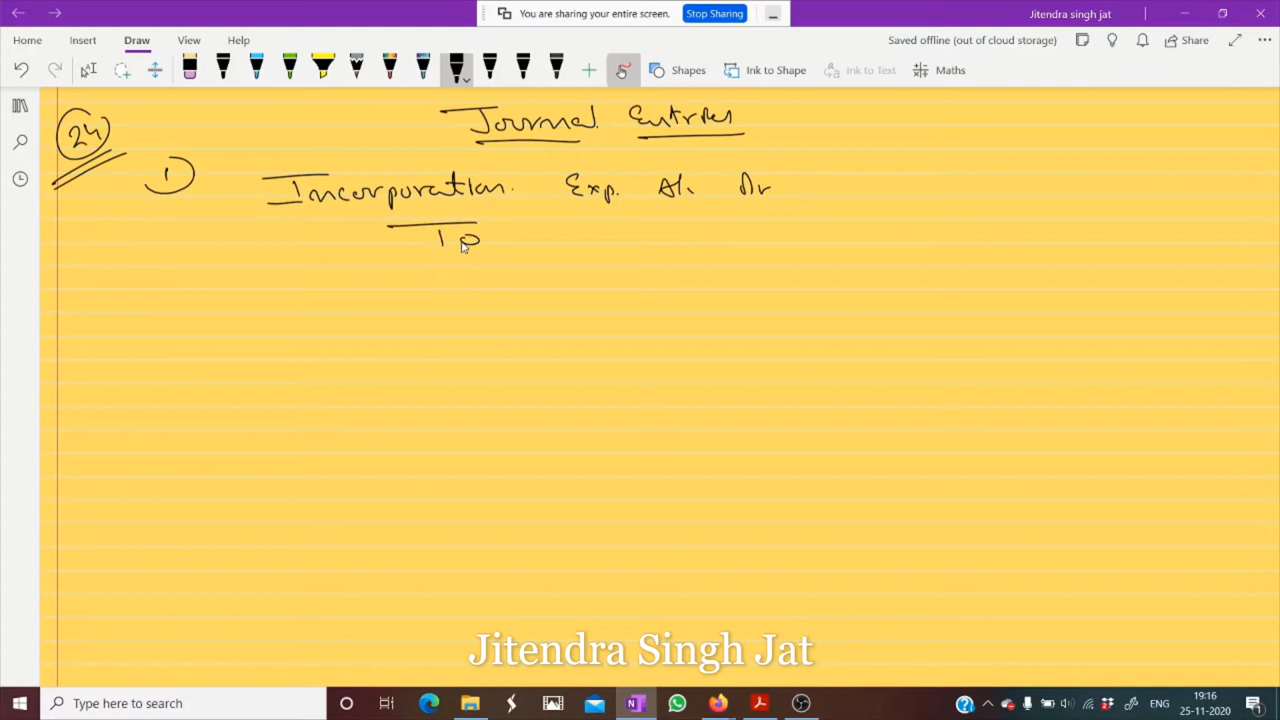 You are sharing your entire screen. Stop Sharing
Jitendra singh jat
Home Insert Draw View Help
Saved offline (out of cloud storage) Share
Shapes Ink to Shape Ink to Text Maths
24
Journal Entries
1 Incorporation Exp. A/c Dr
To
Jitendra Singh Jat
Type here to search
ENG
19:16
25-11-2020